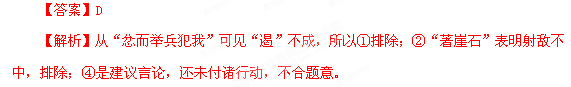 【答案】D
【解析】从“忿而举兵犯我”可见“遏”不成，所以①排除；②“著崖石”表明射敌不
中，排除；④是建议言论，还未付诸行动，不合题意。